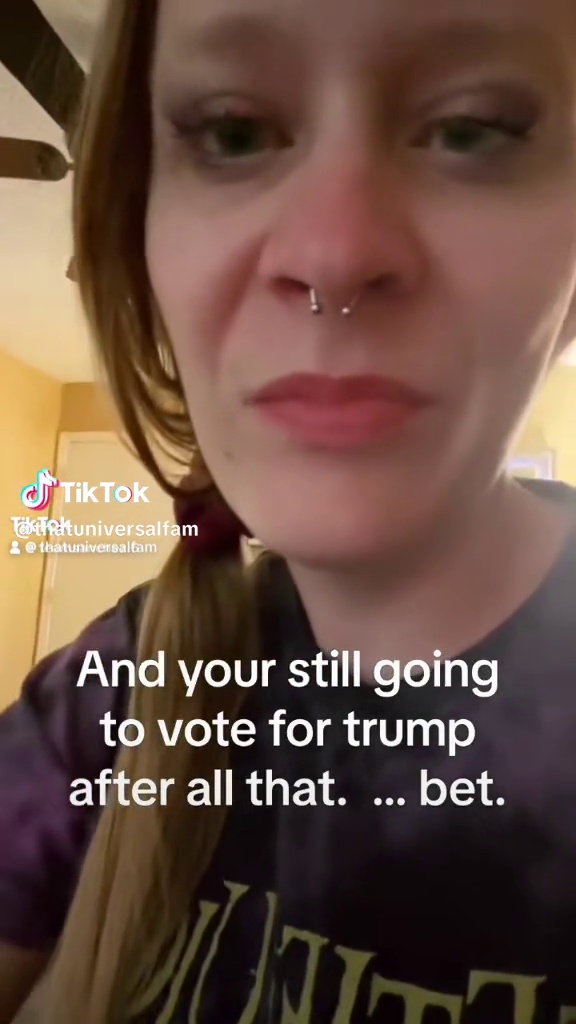 TikTok
@thatuniversalfam
TikTok
@thatuniversalfam
And your still going
to vote for trump
after all that. ... bet.